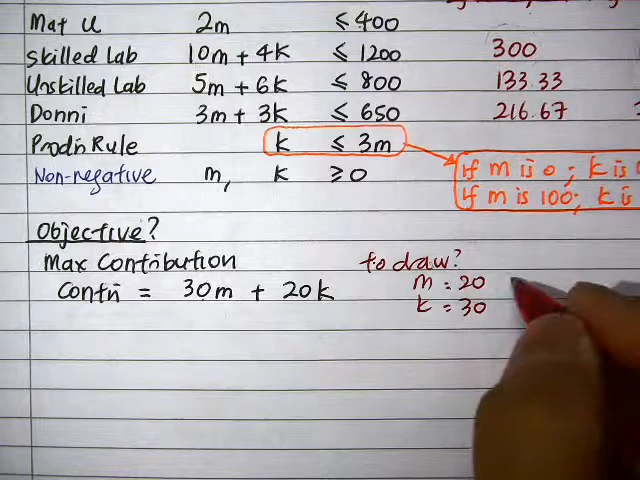 Mat U 2m ≤ 400
Skilled Lab 10m + 4k ≤ 1200 300
Unskilled Lab 5m + 6k ≤ 800 133.33
Donni 3m + 3k ≤ 650 216.67
Prod'n Rule k ≤ 3m
Non-negative m, k ≥ 0
if m is 0; k is
if m is 100; k is
Objective?
Max Contribution
Contri = 30m + 20k
to draw?
m = 20
k = 30